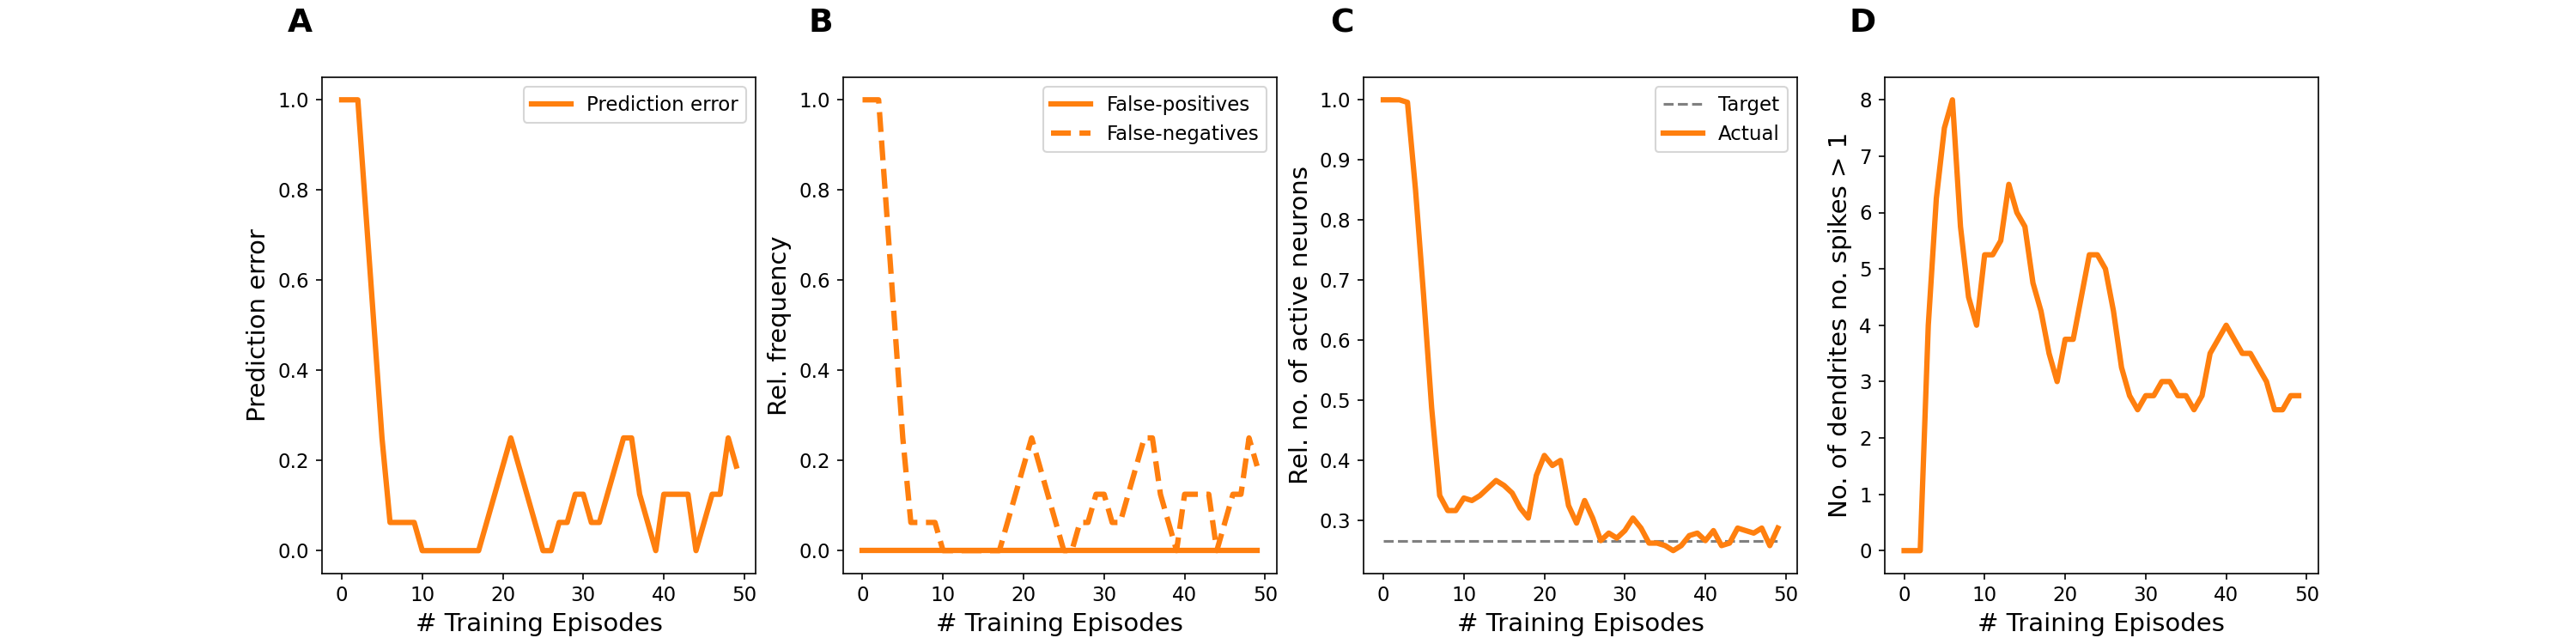 A
Prediction error
1.0
0.8
0.6
0.4
0.2
0.0
Prediction error
0 10 20 30 40 50
# Training Episodes
B
Rel. frequency
1.0
0.8
0.6
0.4
0.2
0.0
False-positives
False-negatives
0 10 20 30 40 50
# Training Episodes
C
Rel. no. of active neurons
1.0
0.9
0.8
0.7
0.6
0.5
0.4
0.3
Target
Actual
0 10 20 30 40 50
# Training Episodes
D
No. of dendrites no. spikes > 1
8
7
6
5
4
3
2
1
0
0 10 20 30 40 50
# Training Episodes